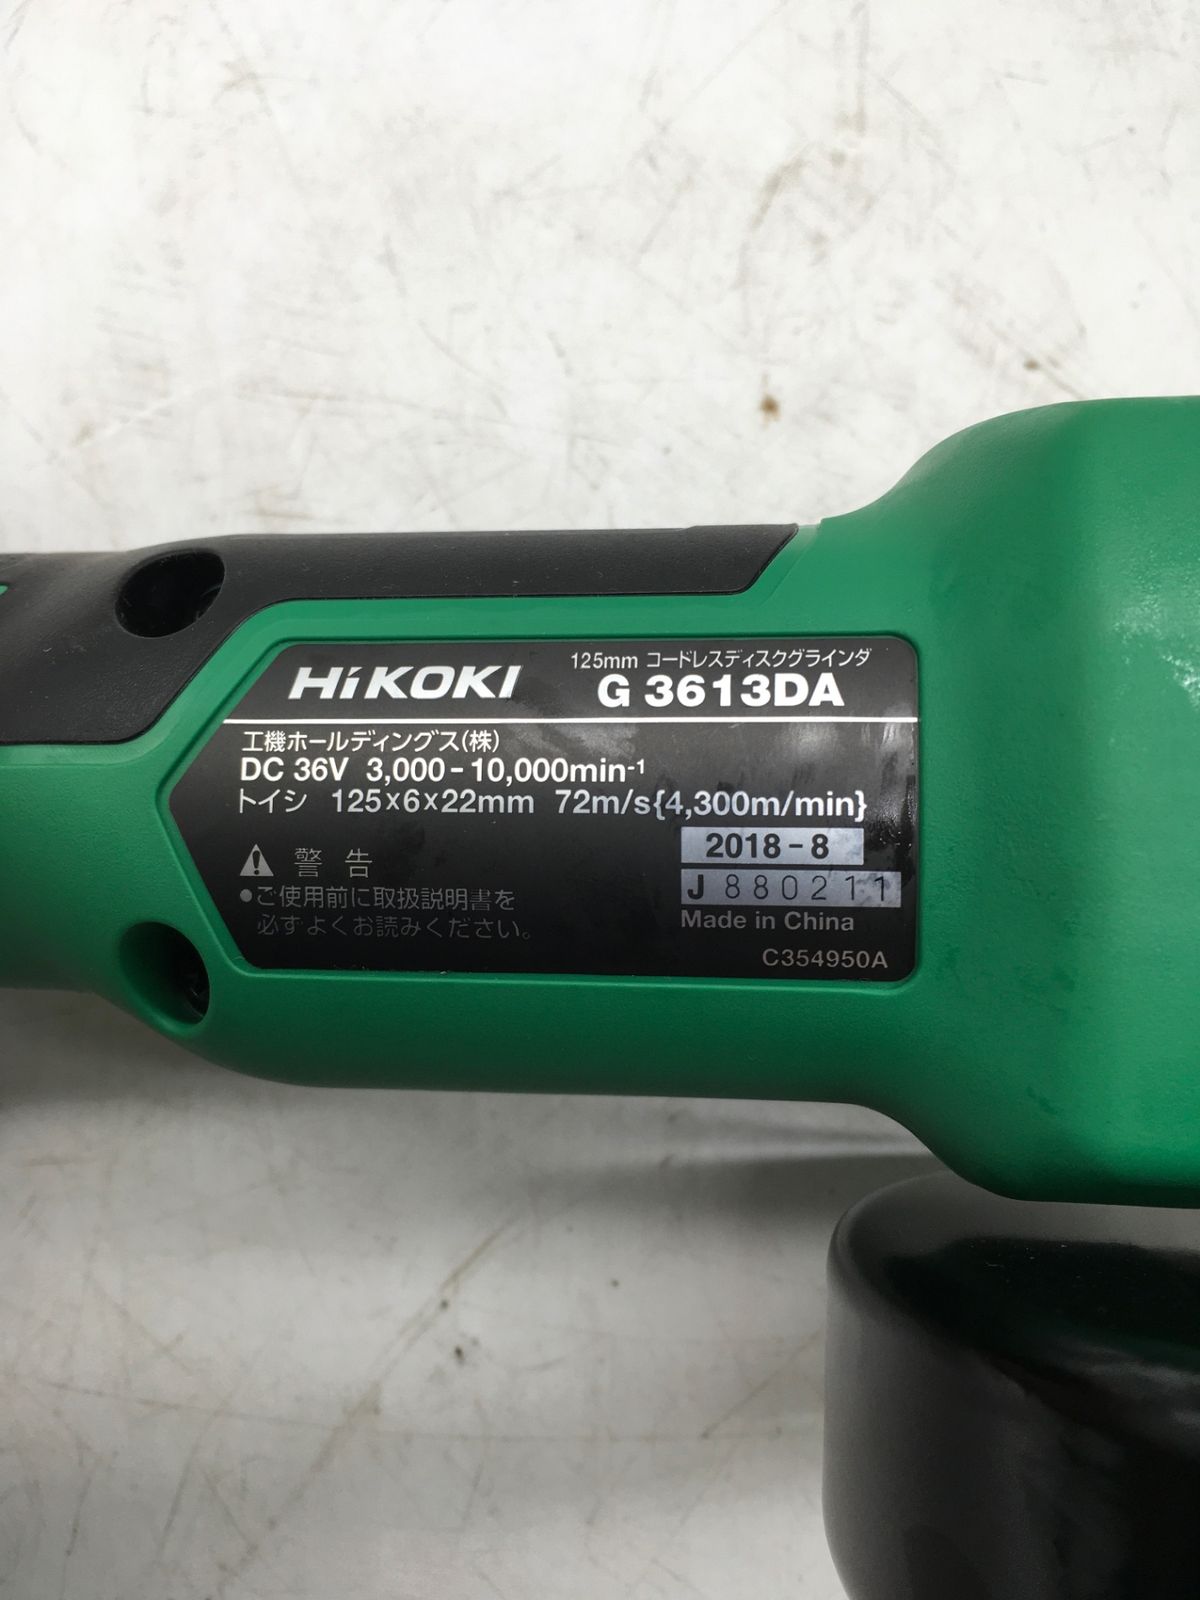 HiKOKI
125mm コードレスディスクグラインダ
G 3613DA
工機ホールディングス(株)
DC 36V 3,000-10,000min-1
トイシ 125×6×22mm 72m/s{4,300m/min}
2018-8
J 880211
Made in China
C354950A
警告
●ご使用前に取扱説明書を
必ずよくお読みください。